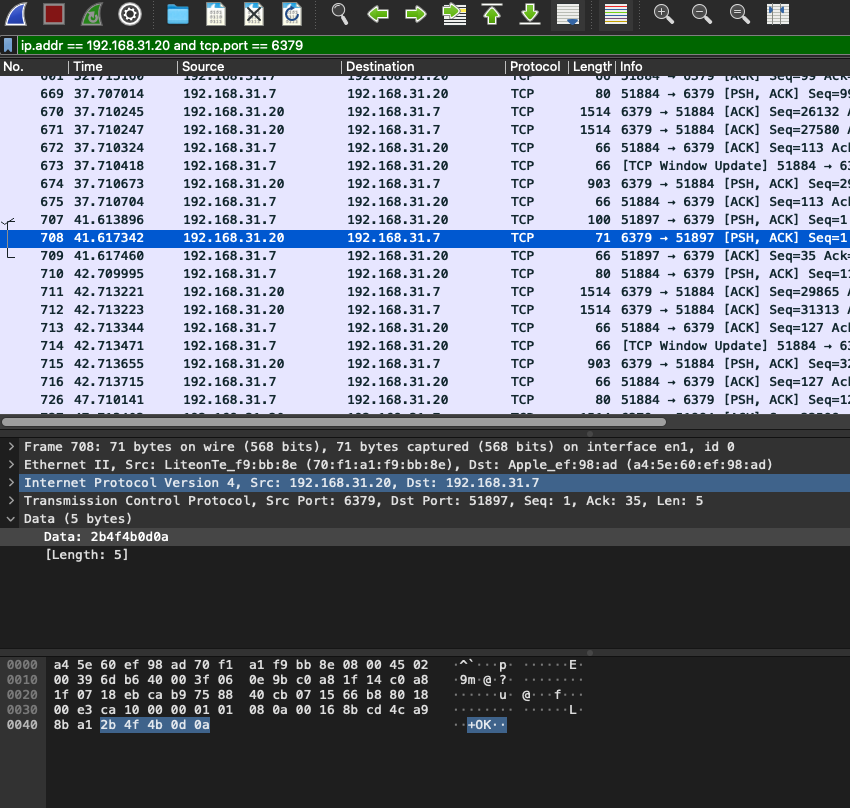 ip.addr == 192.168.31.20 and tcp.port == 6379
No. Time Source Destination Protocol Length Info
669 37.707014 192.168.31.7 192.168.31.20 TCP 80 51884 → 6379 [PSH, ACK] Seq=99
670 37.710245 192.168.31.20 192.168.31.7 TCP 1514 6379 → 51884 [ACK] Seq=26132 A
671 37.710247 192.168.31.20 192.168.31.7 TCP 1514 6379 → 51884 [ACK] Seq=27580 A
672 37.710324 192.168.31.7 192.168.31.20 TCP 66 51884 → 6379 [ACK] Seq=113 Ack
673 37.710418 192.168.31.7 192.168.31.20 TCP 66 [TCP Window Update] 51884 → 6
674 37.710673 192.168.31.20 192.168.31.7 TCP 903 6379 → 51884 [PSH, ACK] Seq=29
675 37.710704 192.168.31.7 192.168.31.20 TCP 66 51884 → 6379 [ACK] Seq=113 Ack
707 41.613896 192.168.31.7 192.168.31.20 TCP 100 51897 → 6379 [PSH, ACK] Seq=1
708 41.617342 192.168.31.20 192.168.31.7 TCP 71 6379 → 51897 [PSH, ACK] Seq=1
709 41.617460 192.168.31.7 192.168.31.20 TCP 66 51897 → 6379 [ACK] Seq=35 Ack=
710 42.709995 192.168.31.7 192.168.31.20 TCP 80 51884 → 6379 [PSH, ACK] Seq=11
711 42.713221 192.168.31.20 192.168.31.7 TCP 1514 6379 → 51884 [ACK] Seq=29865 A
712 42.713223 192.168.31.20 192.168.31.7 TCP 1514 6379 → 51884 [ACK] Seq=31313 A
713 42.713344 192.168.31.7 192.168.31.20 TCP 66 51884 → 6379 [ACK] Seq=127 Ack
714 42.713471 192.168.31.7 192.168.31.20 TCP 66 [TCP Window Update] 51884 → 6
715 42.713655 192.168.31.20 192.168.31.7 TCP 903 6379 → 51884 [PSH, ACK] Seq=32
716 42.713715 192.168.31.7 192.168.31.20 TCP 66 51884 → 6379 [ACK] Seq=127 Ack
726 47.710141 192.168.31.7 192.168.31.20 TCP 80 51884 → 6379 [PSH, ACK] Seq=12
Frame 708: 71 bytes on wire (568 bits), 71 bytes captured (568 bits) on interface en1, id 0
Ethernet II, Src: LiteonTe_f9:bb:8e (70:f1:a1:f9:bb:8e), Dst: Apple_ef:98:ad (a4:5e:60:ef:98:ad)
Internet Protocol Version 4, Src: 192.168.31.20, Dst: 192.168.31.7
Transmission Control Protocol, Src Port: 6379, Dst Port: 51897, Seq: 1, Ack: 35, Len: 5
Data (5 bytes)
Data: 2b4f4b0d0a
[Length: 5]
0000 a4 5e 60 ef 98 ad 70 f1 a1 f9 bb 8e 08 00 45 02 ·^`···p· ······E·
0010 00 39 6d b6 40 00 3f 06 0e 9b c0 a8 1f 14 c0 a8 ·9m·@·?· ········
0020 1f 07 18 eb ca b9 75 88 40 cb 07 15 66 b8 80 18 ······u· @···f···
0030 00 e3 ca 10 00 00 01 01 08 0a 00 16 8b cd 4c a9 ········ ······L·
0040 8b a1 2b 4f 4b 0d 0a ··+OK··